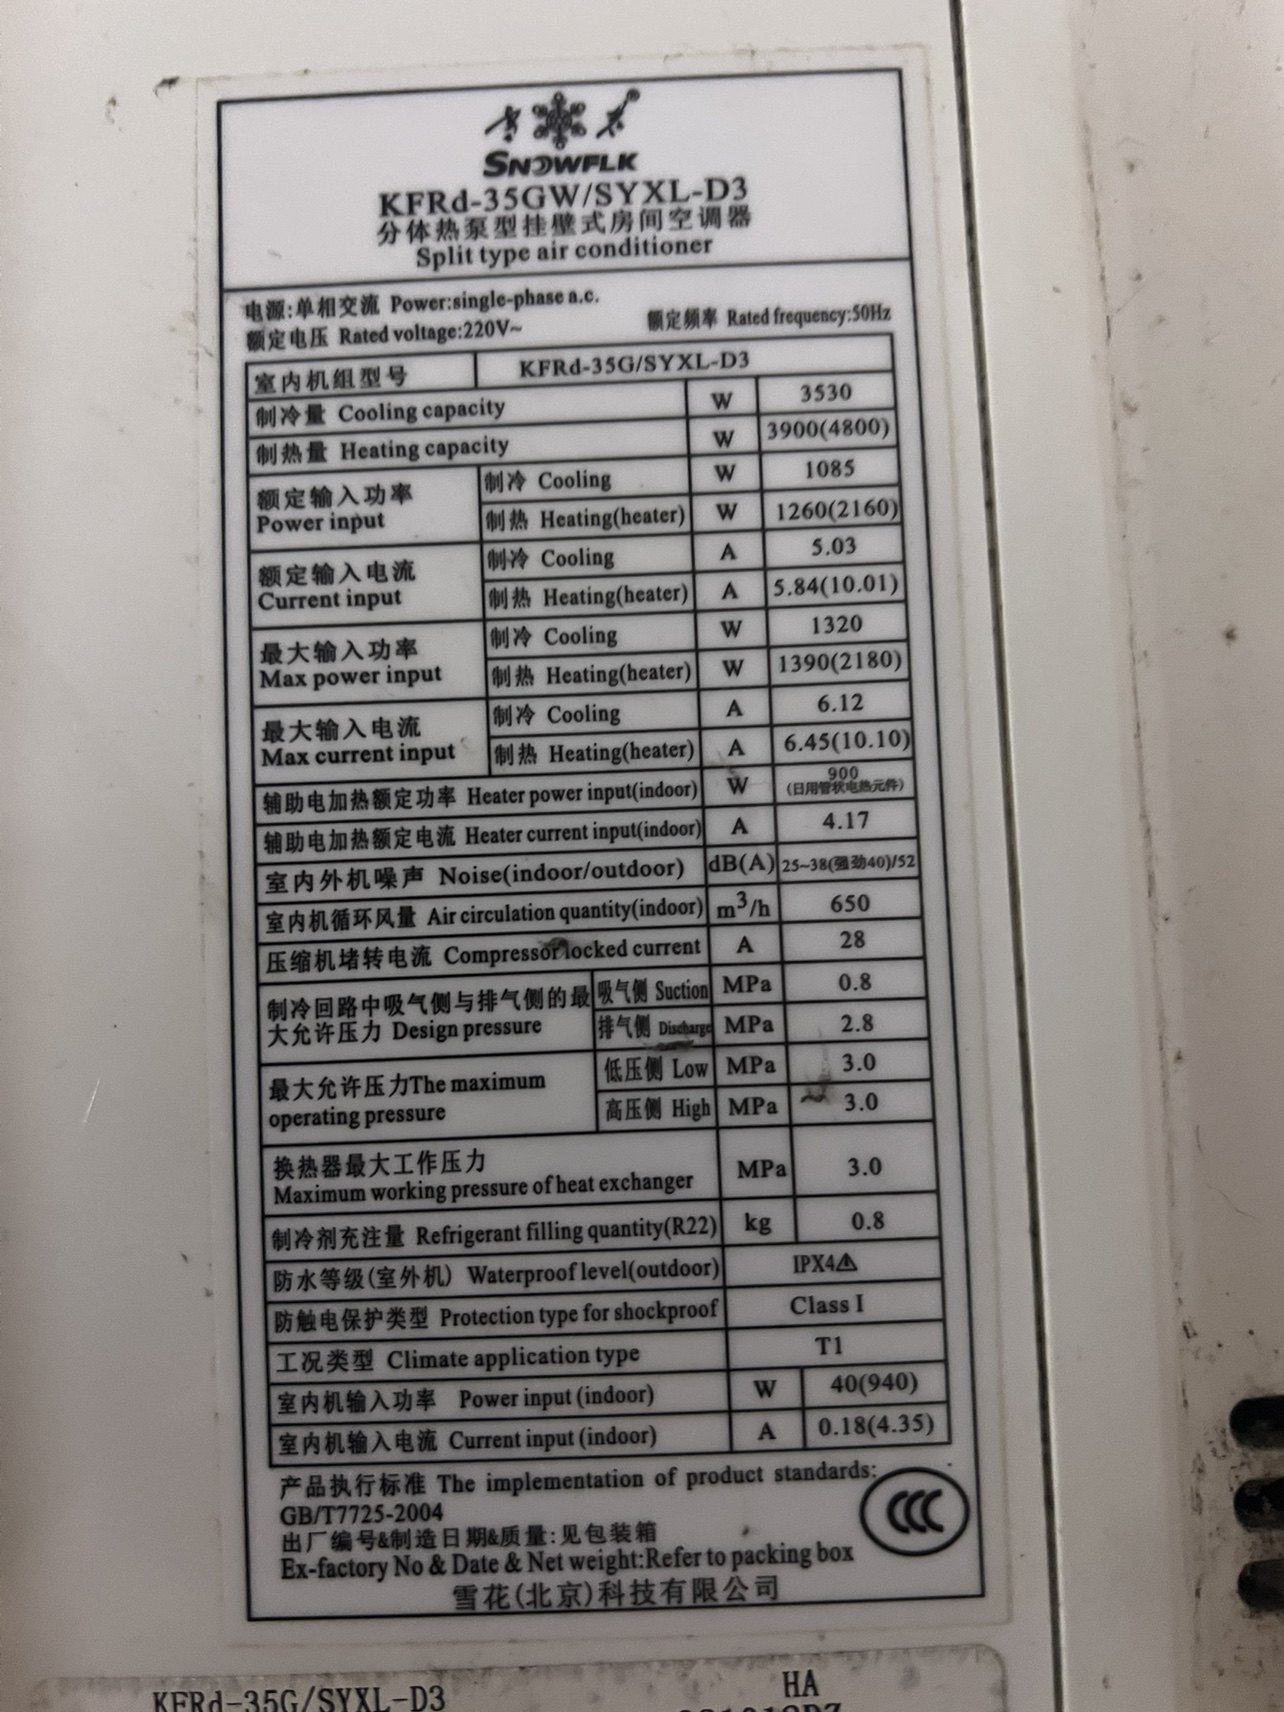 雪花
SNOWFLK
KFRd-35GW/SYXL-D3
分体热泵型挂壁式房间空调器
Split type air conditioner
电源:单相交流 Power:single-phase a.c.
额定电压 Rated voltage:220V~ 额定频率 Rated frequency:50Hz
室内机组型号 KFRd-35G/SYXL-D3
制冷量 Cooling capacity W 3530
制热量 Heating capacity W 3900(4800)
额定输入功率 Power input 制冷 Cooling W 1085
制热 Heating(heater) W 1260(2160)
额定输入电流 Current input 制冷 Cooling A 5.03
制热 Heating(heater) A 5.84(10.01)
最大输入功率 Max power input 制冷 Cooling W 1320
制热 Heating(heater) W 1390(2180)
最大输入电流 Max current input 制冷 Cooling A 6.12
制热 Heating(heater) A 6.45(10.10)
辅助电加热额定功率 Heater power input(indoor) W 900 (日用管状电热元件)
辅助电加热额定电流 Heater current input(indoor) A 4.17
室内外机噪声 Noise(indoor/outdoor) dB(A) 25~38(强劲40)/52
室内机循环风量 Air circulation quantity(indoor) m³/h 650
压缩机堵转电流 Compressor locked current A 28
制冷回路中吸气侧与排气侧的最大允许压力 Design pressure 吸气侧 Suction MPa 0.8
排气侧 Discharge MPa 2.8
最大允许压力The maximum operating pressure 低压侧 Low MPa 3.0
高压侧 High MPa 3.0
换热器最大工作压力 Maximum working pressure of heat exchanger MPa 3.0
制冷剂充注量 Refrigerant filling quantity(R22) kg 0.8
防水等级(室外机) Waterproof level(outdoor) IPX4
防触电保护类型 Protection type for shockproof Class I
工况类型 Climate application type T1
室内机输入功率 Power input (indoor) W 40(940)
室内机输入电流 Current input (indoor) A 0.18(4.35)
产品执行标准 The implementation of product standards:
GB/T7725-2004
出厂编号&制造日期&质量:见包装箱
Ex-factory No & Date & Net weight:Refer to packing box
雪花(北京)科技有限公司
CCC
KFRd-35G/SYXL-D3 HA